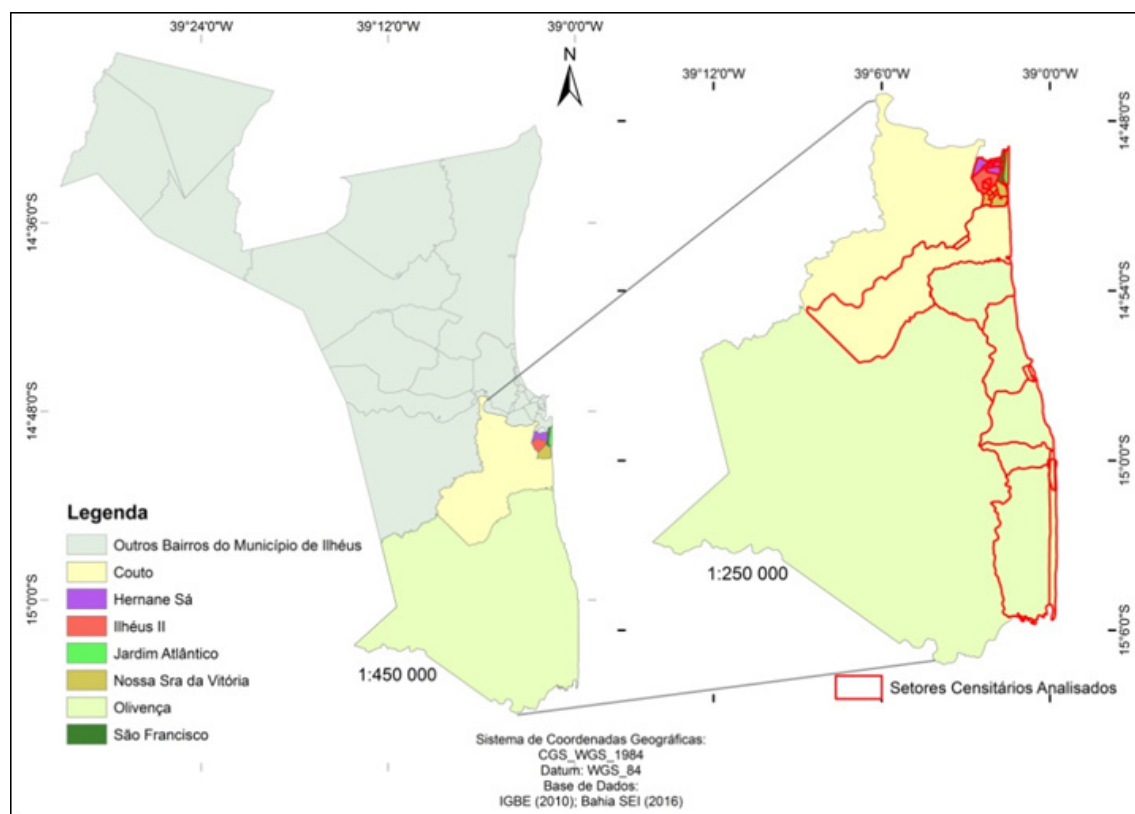 39°24'0"W
39°12'0"W
39°0'0"W
N
39°12'0"W
39°6'0"W
39°0'0"W
14°36'0"S
14°48'0"S
15°0'0"S
14°48'0"S
14°54'0"S
15°0'0"S
15°6'0"S
Legenda
Outros Bairros do Município de Ilhéus
Couto
Hernane Sá
Ilhéus II
Jardim Atlântico
Nossa Sra da Vitória
Olivença
São Francisco
1:450 000
1:250 000
Setores Censitários Analisados
Sistema de Coordenadas Geográficas:
CGS_WGS_1984
Datum: WGS_84
Base de Dados:
IGBE (2010); Bahia SEI (2016)